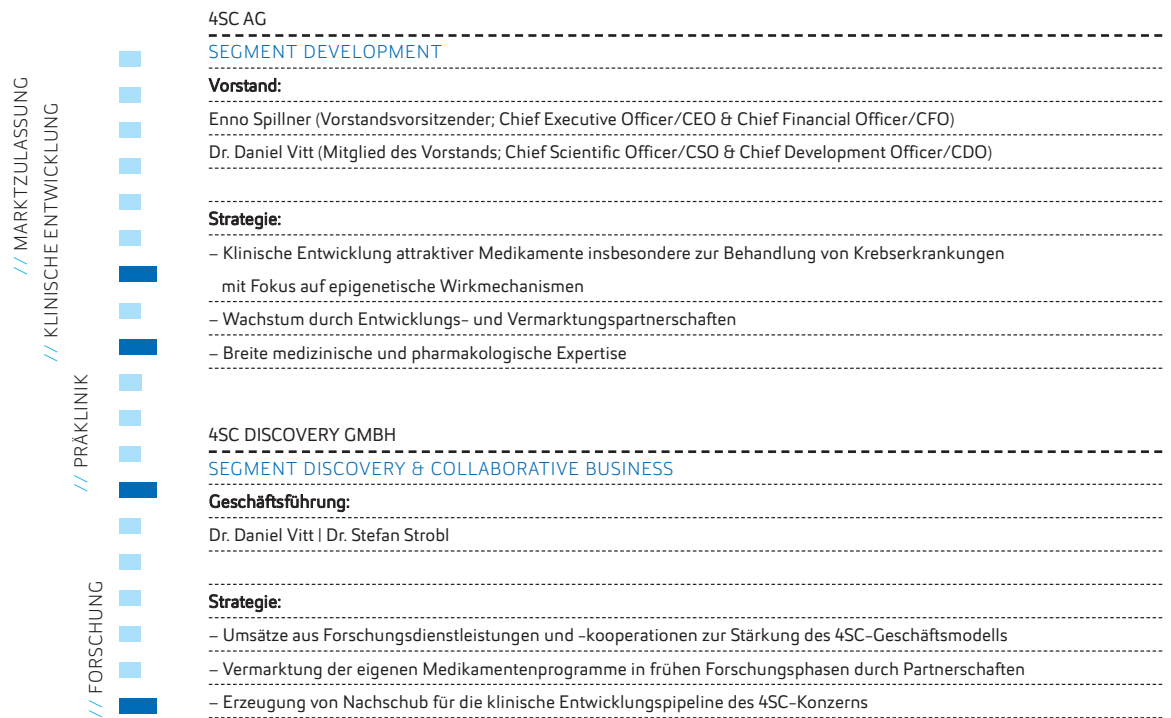 // MARKTZULASSUNG
// KLINISCHE ENTWICKLUNG
// PRÄKLINIK
// FORSCHUNG
4SC AG
SEGMENT DEVELOPMENT
Vorstand:
Enno Spillner (Vorstandsvorsitzender; Chief Executive Officer/CEO & Chief Financial Officer/CFO)
Dr. Daniel Vitt (Mitglied des Vorstands; Chief Scientific Officer/CSO & Chief Development Officer/CDO)
Strategie:
– Klinische Entwicklung attraktiver Medikamente insbesondere zur Behandlung von Krebserkrankungen
mit Fokus auf epigenetische Wirkmechanismen
– Wachstum durch Entwicklungs- und Vermarktungspartnerschaften
– Breite medizinische und pharmakologische Expertise
4SC DISCOVERY GMBH
SEGMENT DISCOVERY & COLLABORATIVE BUSINESS
Geschäftsführung:
Dr. Daniel Vitt | Dr. Stefan Strobl
Strategie:
– Umsätze aus Forschungsdienstleistungen und -kooperationen zur Stärkung des 4SC-Geschäftsmodells
– Vermarktung der eigenen Medikamentenprogramme in frühen Forschungsphasen durch Partnerschaften
– Erzeugung von Nachschub für die klinische Entwicklungspipeline des 4SC-Konzerns